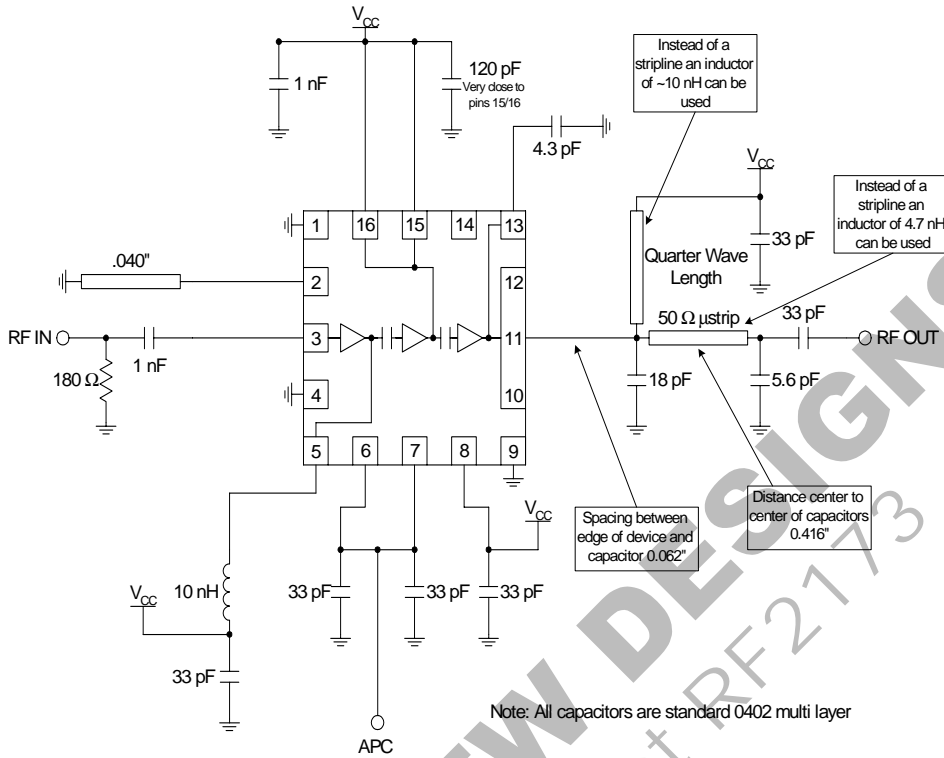 V_CC
1 nF
120 pF
Very close to
pins 15/16
4.3 pF
Instead of a
stripline an inductor
of ~10 nH can be
used
V_CC
Instead of a
stripline an
inductor of 4.7 nH
can be used
1
16
15
14
13
.040"
2
12
Quarter Wave
Length
33 pF
RF IN
1 nF
3
11
50 Ω µstrip
33 pF
RF OUT
180 Ω
4
10
18 pF
5.6 pF
5
6
7
8
9
V_CC
Spacing between
edge of device and
capacitor 0.062"
Distance center to
center of capacitors
0.416"
V_CC
10 nH
33 pF
33 pF
33 pF
33 pF
APC
Note: All capacitors are standard 0402 multi layer
EW DESIGNS
t RF2173